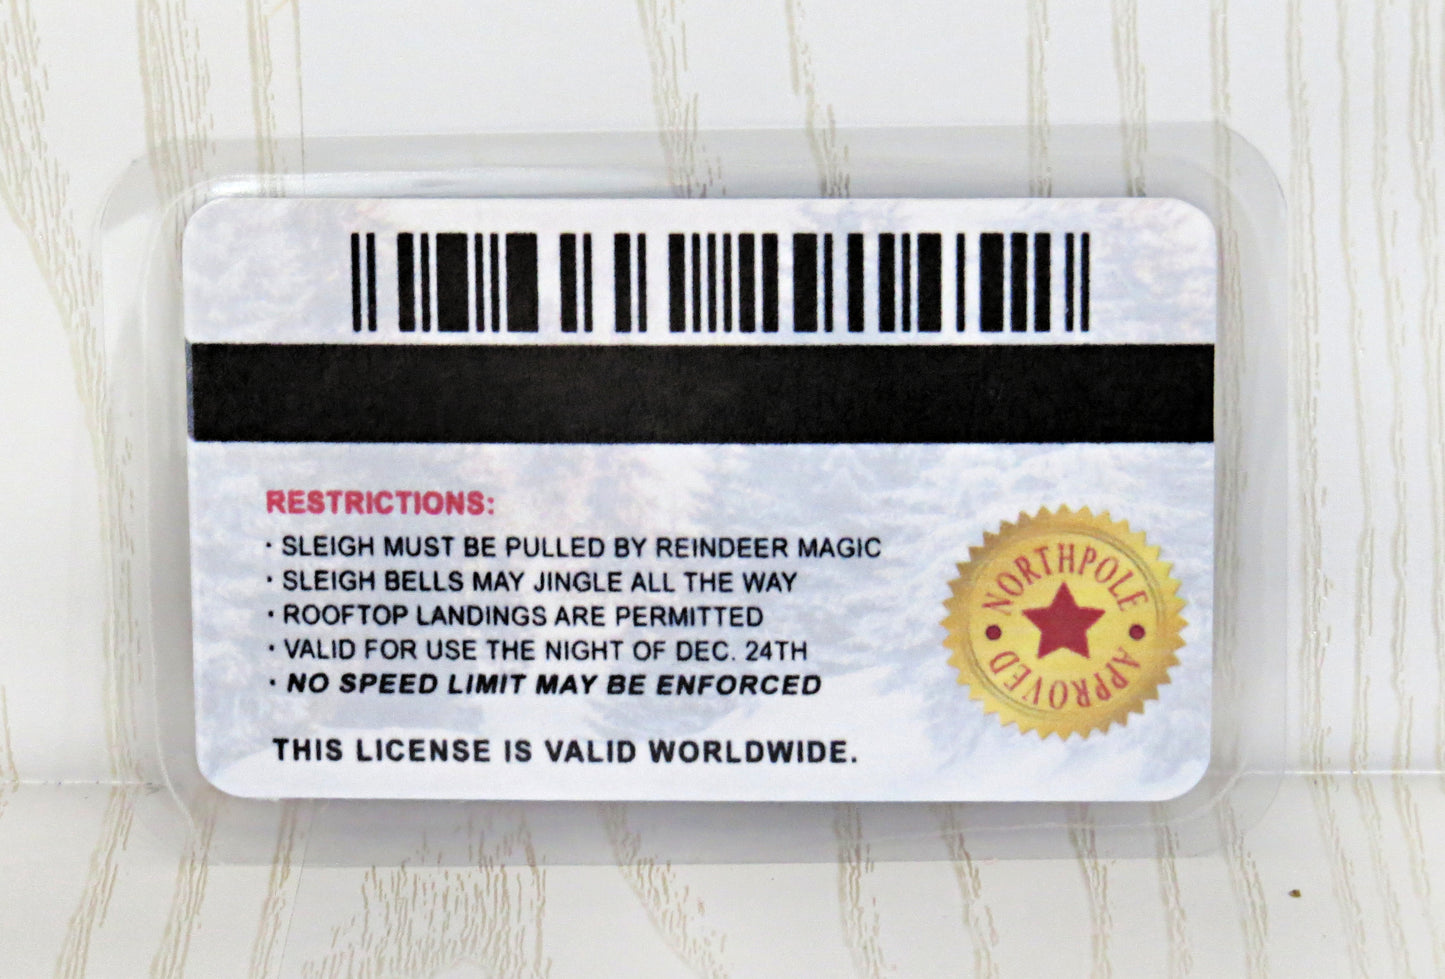 RESTRICTIONS:
· SLEIGH MUST BE PULLED BY REINDEER MAGIC
· SLEIGH BELLS MAY JINGLE ALL THE WAY
· ROOFTOP LANDINGS ARE PERMITTED
· VALID FOR USE THE NIGHT OF DEC. 24TH
· NO SPEED LIMIT MAY BE ENFORCED
THIS LICENSE IS VALID WORLDWIDE.
NORTHPOLE
APPROVED